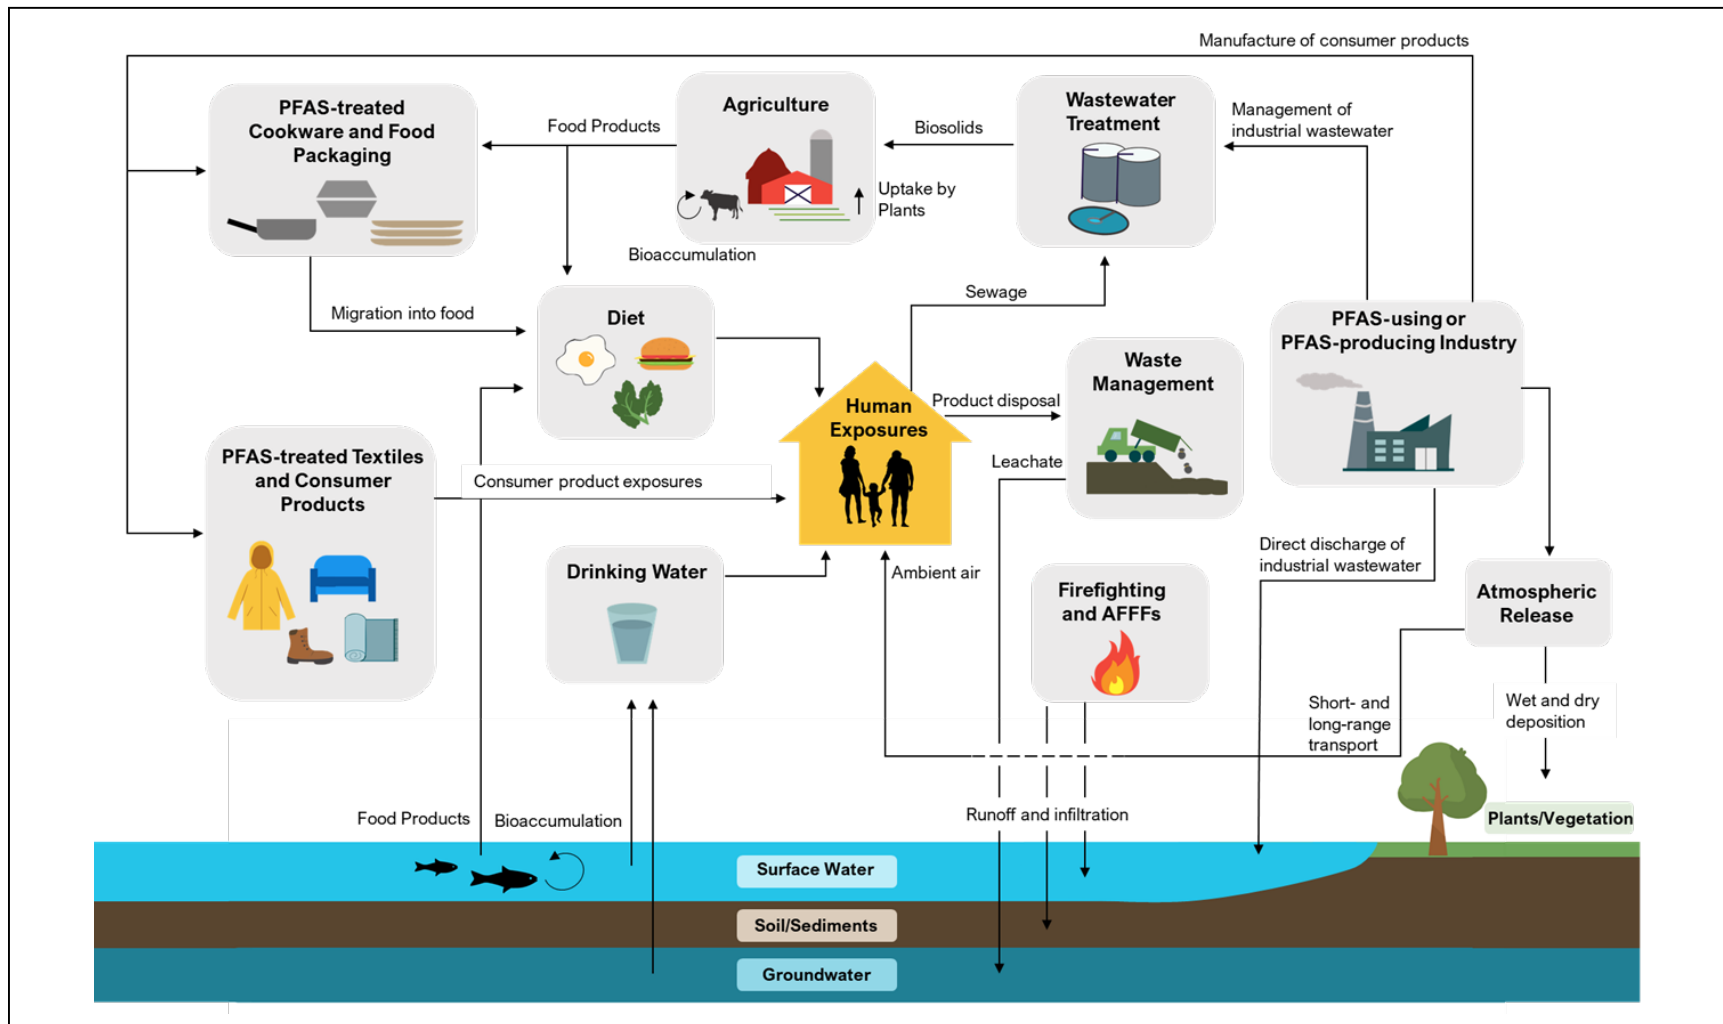 Manufacture of consumer products
PFAS-treated
Cookware and Food
Packaging
Food Products
Agriculture
Uptake by
Plants
Bioaccumulation
Biosolids
Wastewater
Treatment
Management of
industrial wastewater
Migration into food
Diet
Sewage
PFAS-using or
PFAS-producing Industry
Human
Exposures
Product disposal
Waste
Management
Leachate
PFAS-treated Textiles
and Consumer
Products
Consumer product exposures
Drinking Water
Ambient air
Firefighting
and AFFFs
Direct discharge of
industrial wastewater
Atmospheric
Release
Short- and
long-range
transport
Wet and dry
deposition
Food Products
Bioaccumulation
Runoff and infiltration
Plants/Vegetation
Surface Water
Soil/Sediments
Groundwater